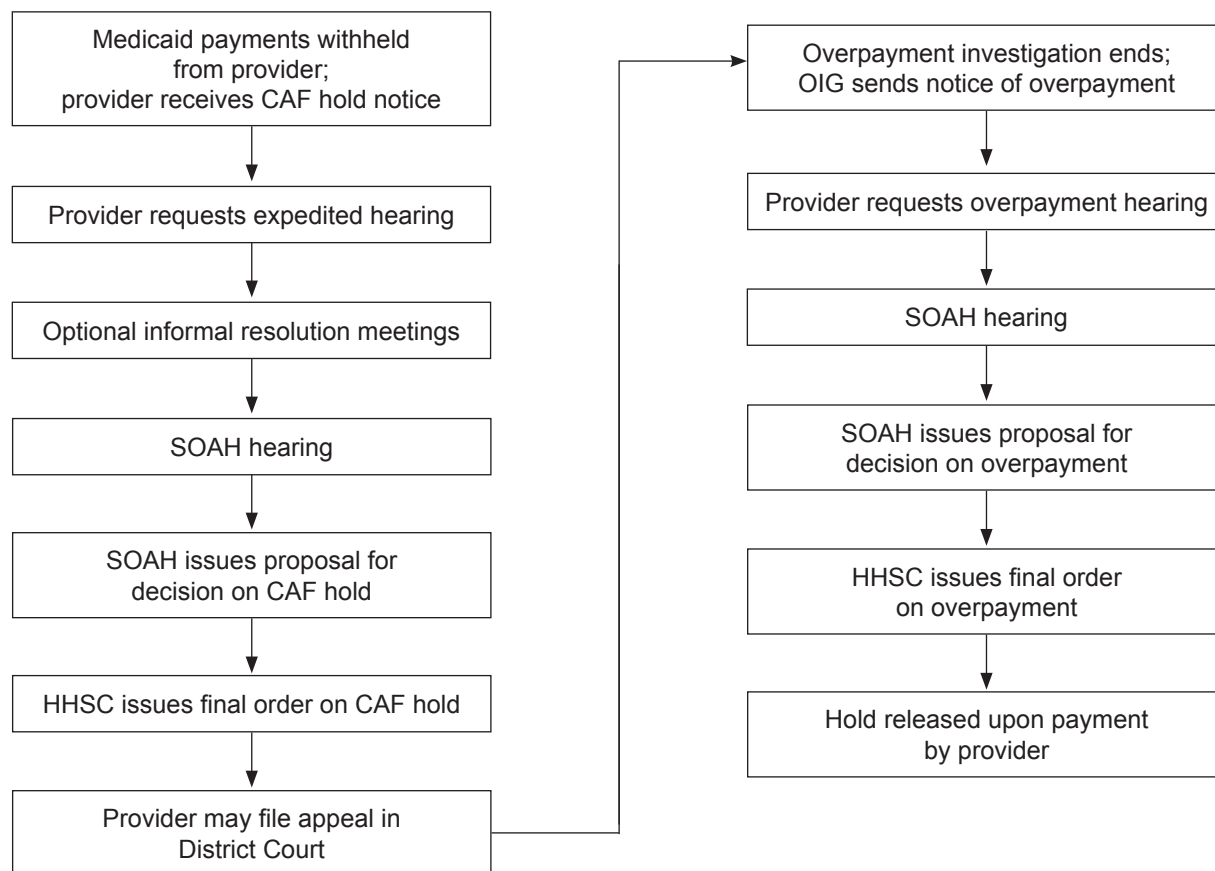 Medicaid payments withheld
from provider;
provider receives CAF hold notice
Provider requests expedited hearing
Optional informal resolution meetings
SOAH hearing
SOAH issues proposal for
decision on CAF hold
HHSC issues final order on CAF hold
Provider may file appeal in
District Court
Overpayment investigation ends;
OIG sends notice of overpayment
Provider requests overpayment hearing
SOAH hearing
SOAH issues proposal for
decision on overpayment
HHSC issues final order
on overpayment
Hold released upon payment
by provider